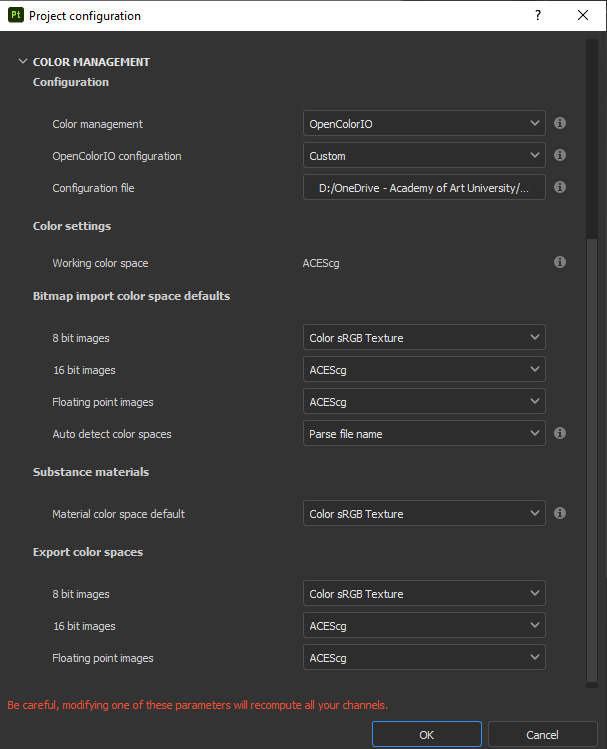 Pt Project configuration ?
COLOR MANAGEMENT
Configuration
Color management OpenColorIO
OpenColorIO configuration Custom
Configuration file D:/OneDrive - Academy of Art University/...
Color settings
Working color space ACEScg
Bitmap import color space defaults
8 bit images Color sRGB Texture
16 bit images ACEScg
Floating point images ACEScg
Auto detect color spaces Parse file name
Substance materials
Material color space default Color sRGB Texture
Export color spaces
8 bit images Color sRGB Texture
16 bit images ACEScg
Floating point images ACEScg
Be careful, modifying one of these parameters will recompute all your channels.
OK Cancel